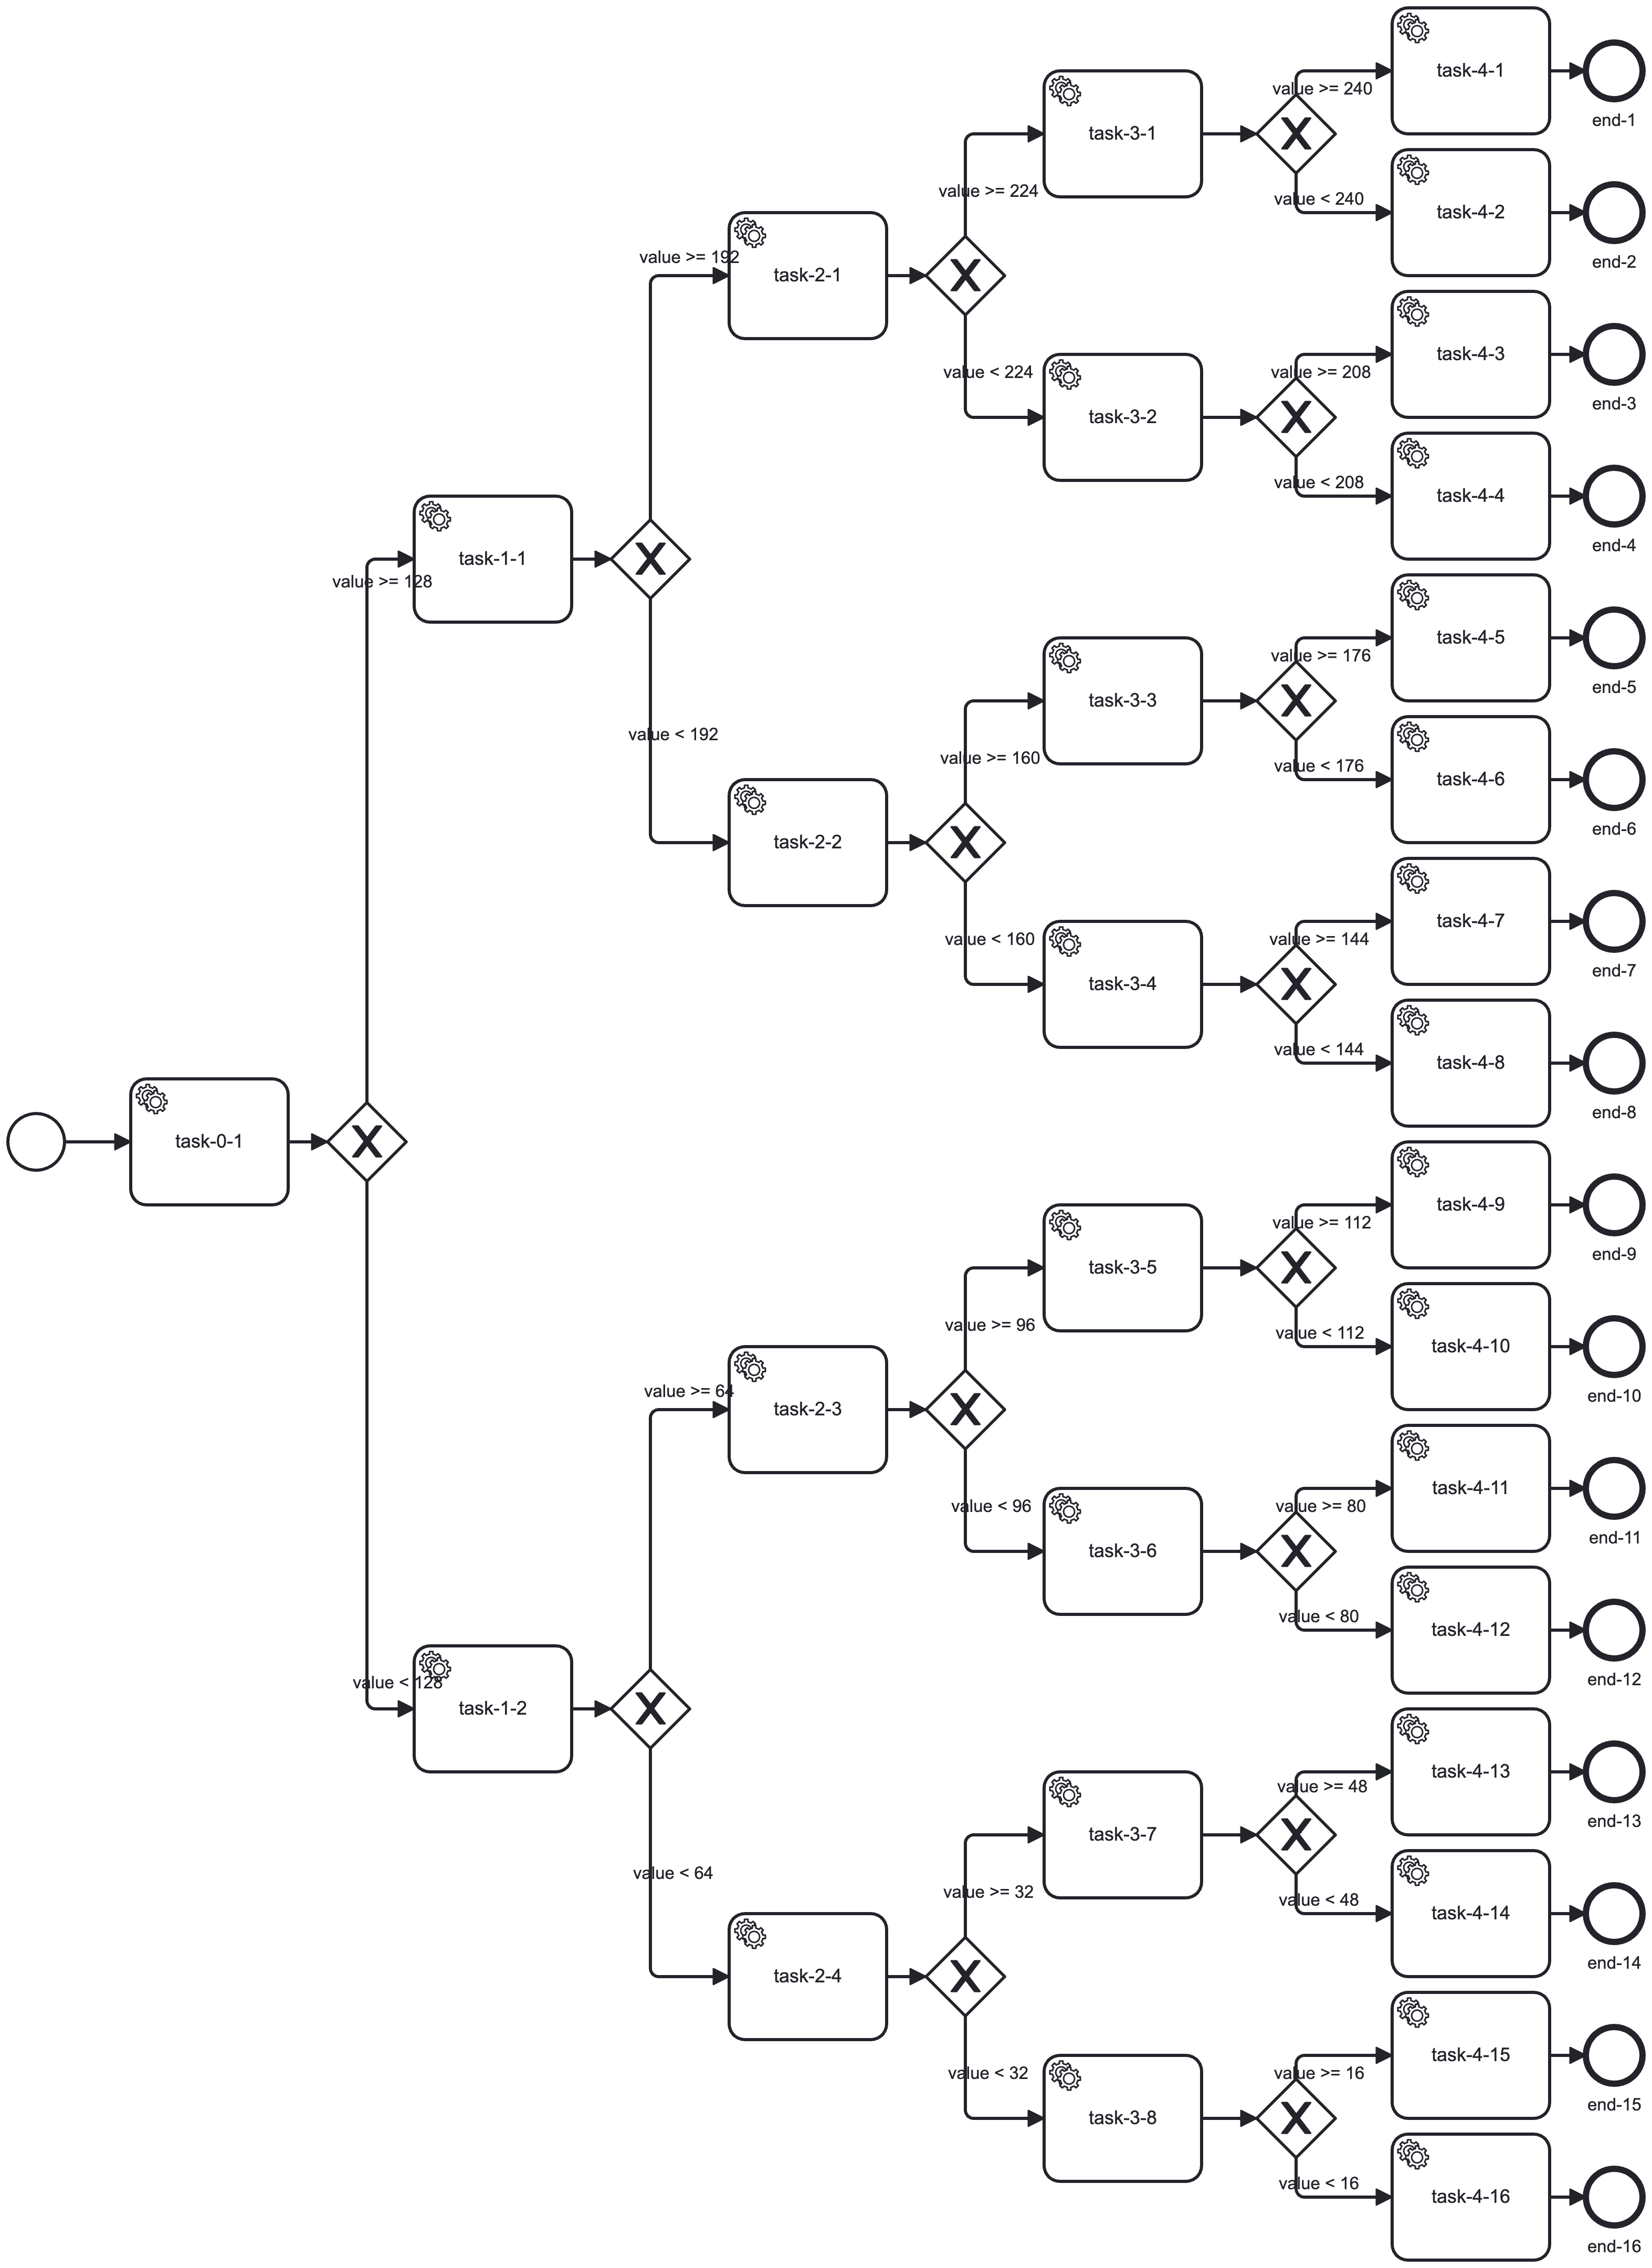 task-4-1
value >= 240
end-1
task-3-1
value >= 224
value < 240
task-4-2
end-2
value >= 192
task-2-1
task-4-3
value < 224
value >= 208
end-3
task-3-2
value < 208
task-4-4
end-4
task-1-1
value >= 128
task-4-5
value >= 176
end-5
task-3-3
value < 192
value >= 160
value < 176
task-4-6
end-6
task-2-2
task-4-7
value < 160
value >= 144
end-7
task-3-4
value < 144
task-4-8
end-8
task-0-1
task-4-9
value >= 112
end-9
task-3-5
value >= 96
value < 112
task-4-10
end-10
value >= 64
task-2-3
task-4-11
value < 96
value >= 80
end-11
task-3-6
value < 80
task-4-12
end-12
value < 128
task-1-2
task-4-13
value >= 48
end-13
task-3-7
value < 64
value >= 32
value < 48
task-4-14
end-14
task-2-4
task-4-15
value < 32
value >= 16
end-15
task-3-8
value < 16
task-4-16
end-16